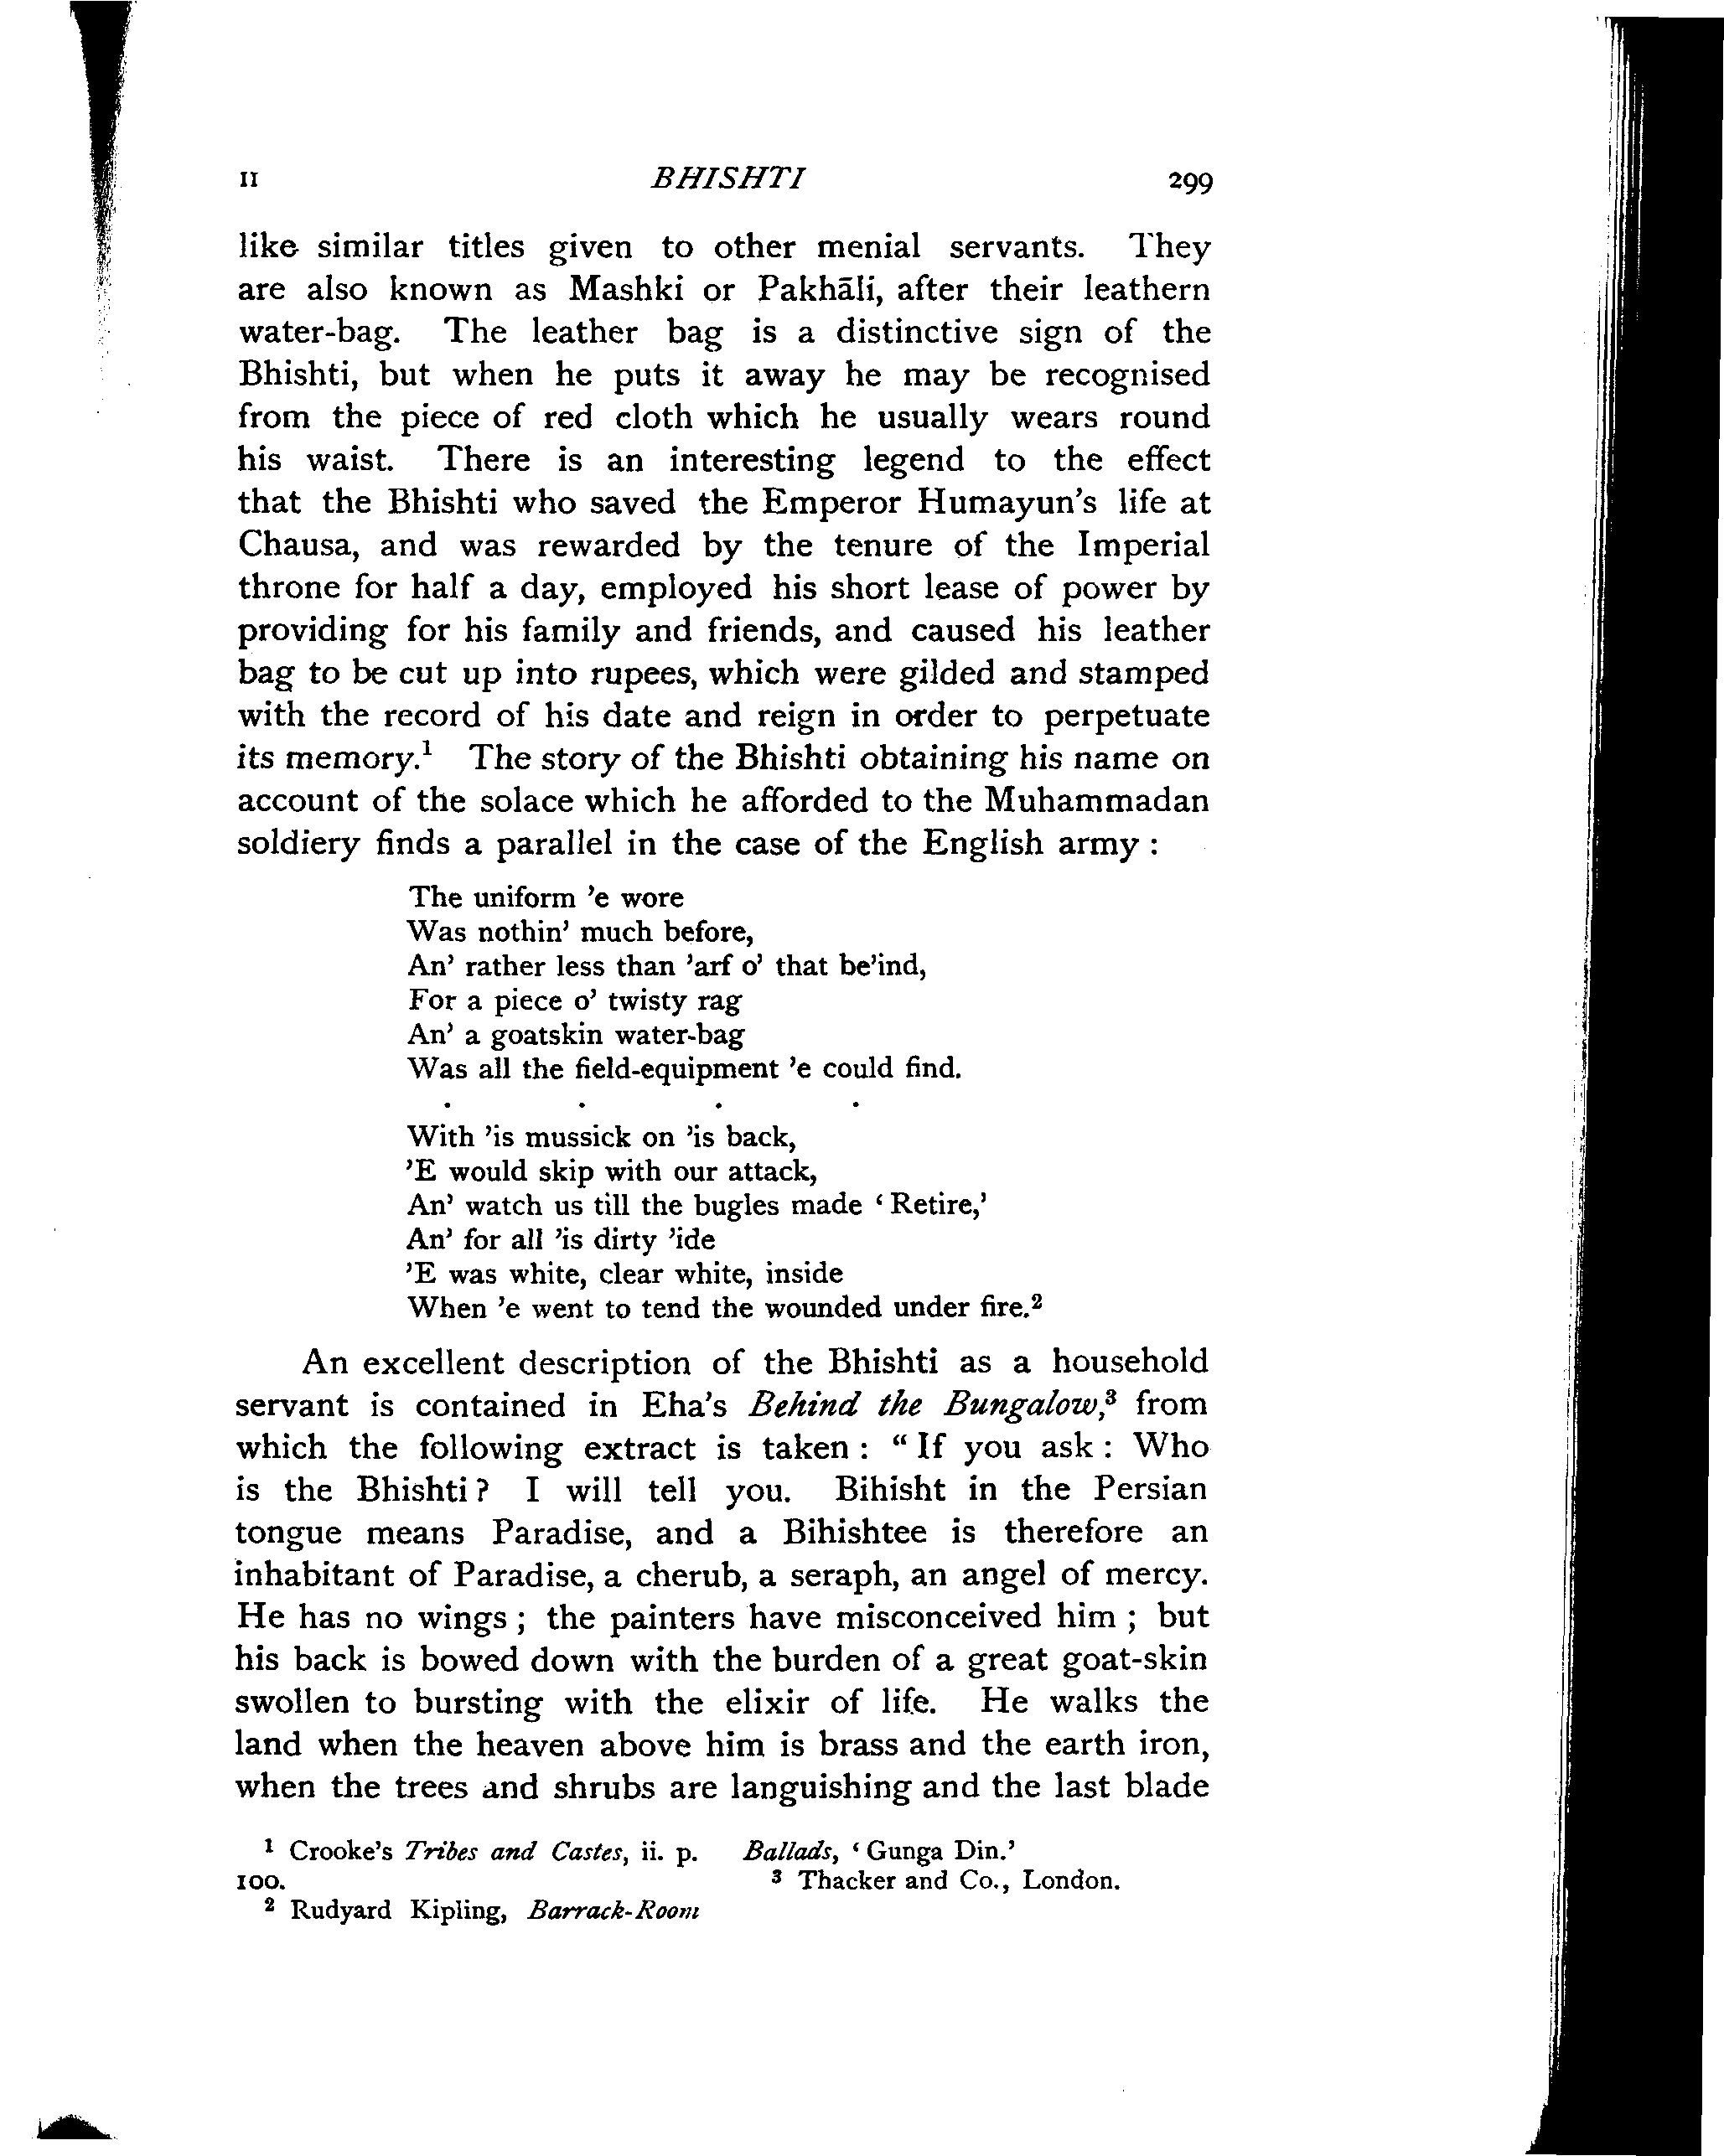 II BHISHTI 299
like similar titles given to other menial servants. They
are also known as Mashki or Pakhāli, after their leathern
water-bag. The leather bag is a distinctive sign of the
Bhishti, but when he puts it away he may be recognised
from the piece of red cloth which he usually wears round
his waist. There is an interesting legend to the effect
that the Bhishti who saved the Emperor Humayun's life at
Chausa, and was rewarded by the tenure of the Imperial
throne for half a day, employed his short lease of power by
providing for his family and friends, and caused his leather
bag to be cut up into rupees, which were gilded and stamped
with the record of his date and reign in order to perpetuate
its memory.¹ The story of the Bhishti obtaining his name on
account of the solace which he afforded to the Muhammadan
soldiery finds a parallel in the case of the English army :
The uniform 'e wore
Was nothin' much before,
An' rather less than 'arf o' that be'ind,
For a piece o' twisty rag
An' a goatskin water-bag
Was all the field-equipment 'e could find.
. . . .
With 'is mussick on 'is back,
'E would skip with our attack,
An' watch us till the bugles made ‘Retire,’
An' for all 'is dirty 'ide
'E was white, clear white, inside
When 'e went to tend the wounded under fire.²
An excellent description of the Bhishti as a household
servant is contained in Eha's Behind the Bungalow,³ from
which the following extract is taken : “If you ask : Who
is the Bhishti ? I will tell you. Bihisht in the Persian
tongue means Paradise, and a Bihishtee is therefore an
inhabitant of Paradise, a cherub, a seraph, an angel of mercy.
He has no wings ; the painters have misconceived him ; but
his back is bowed down with the burden of a great goat-skin
swollen to bursting with the elixir of life. He walks the
land when the heaven above him is brass and the earth iron,
when the trees and shrubs are languishing and the last blade
¹ Crooke's Tribes and Castes, ii. p.
100.
² Rudyard Kipling, Barrack-Room
Ballads, ‘Gunga Din.’
³ Thacker and Co., London.